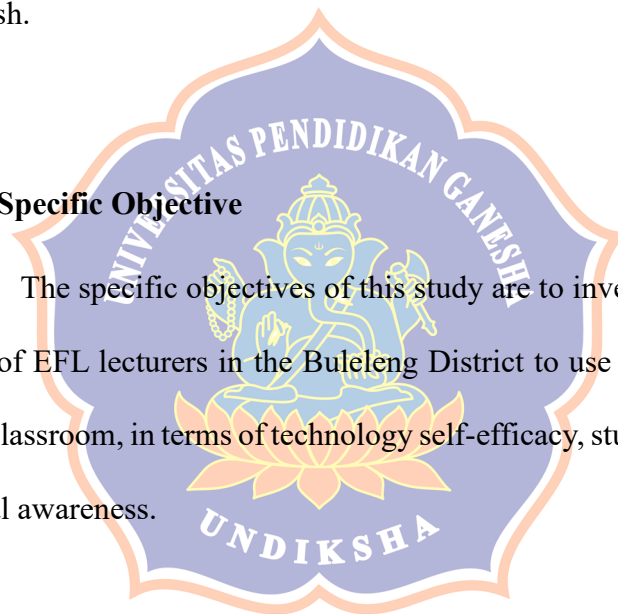 sh.
UNIVERSITAS PENDIDIKAN GANESHA
Specific Objective
The specific objectives of this study are to inve
of EFL lecturers in the Buleleng District to use
lassroom, in terms of technology self-efficacy, stu
l awareness.
UNDIKSHA